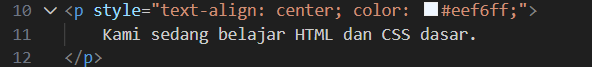 10 <p style="text-align: center; color: #eef6ff;">
11 Kami sedang belajar HTML dan CSS dasar.
12 </p>